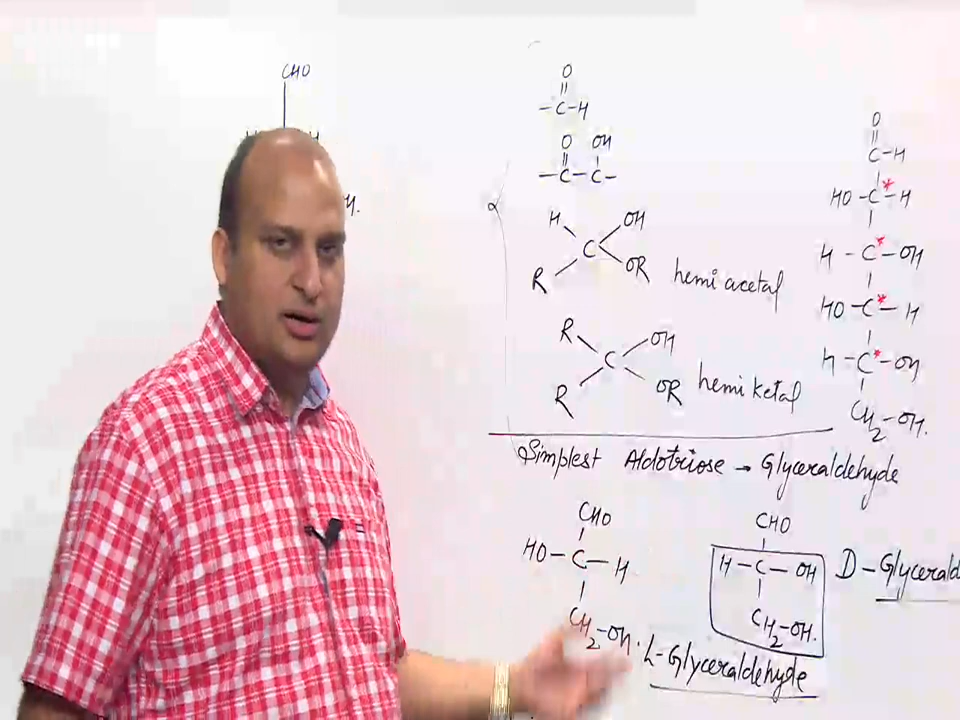 CHO
H.
O
=
-C-H
O OH
-C-C-
α
H OH
C
R OR hemi acetal
R OH
C
R OR hemi ketal
O
C-H
HO-C*-H
H-C*-OH
HO-C*-H
H-C*-OH
CH2-OH.
Simplest Aldotriose - Glyceraldehyde
CHO
HO-C-H
CH2-OH.
L-Glyceraldehyde
CHO
H-C-OH
CH2-OH.
D-Glycerald